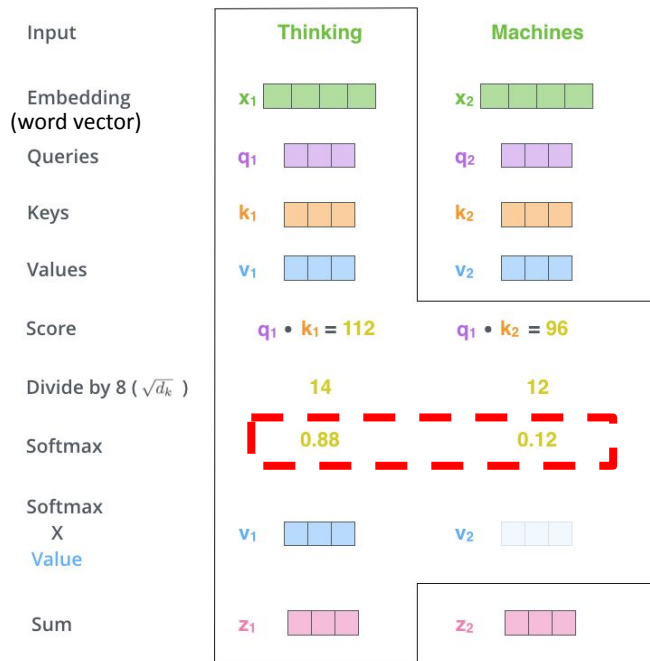 Input Thinking Machines
Embedding x₁ x₂
(word vector)
Queries q₁ q₂
Keys k₁ k₂
Values v₁ v₂
Score q₁ • k₁ = 112 q₁ • k₂ = 96
Divide by 8 ( √dₖ ) 14 12
Softmax 0.88 0.12
Softmax
X v₁ v₂
Value
Sum z₁ z₂